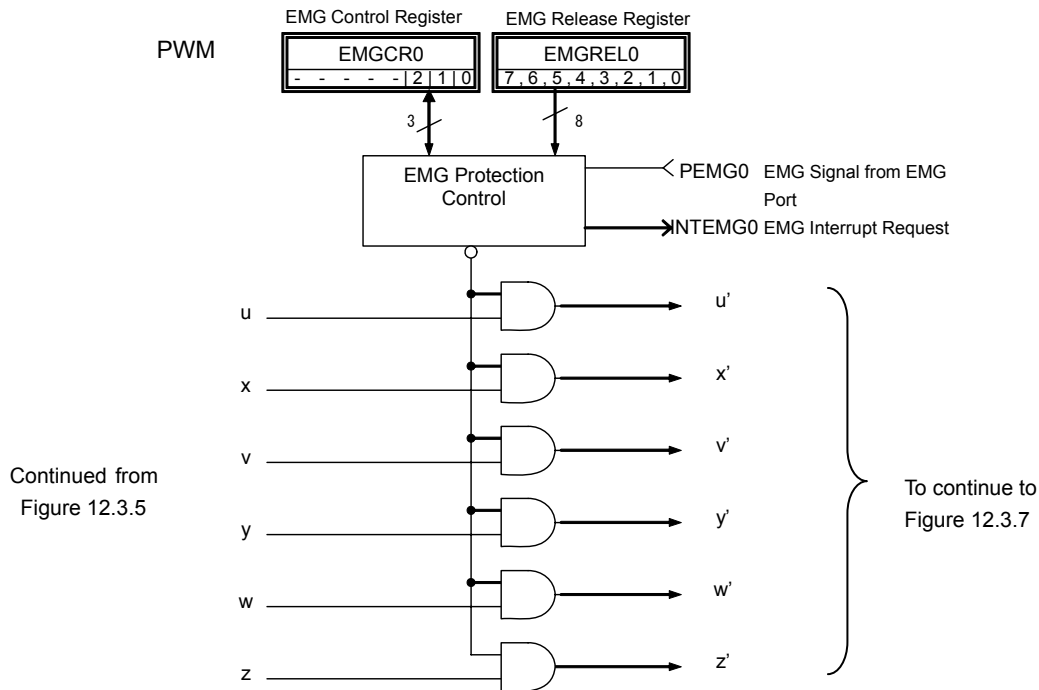 EMG Control Register
EMG Release Register
PWM
EMGCR0
EMGREL0
- - - - - | 2 | 1 | 0
7 , 6 , 5 , 4 , 3 , 2 , 1 , 0
3
8
EMG Protection
Control
PEMG0 EMG Signal from EMG
Port
INTEMG0 EMG Interrupt Request
u
u’
x
x’
v
v’
Continued from
Figure 12.3.5
To continue to
Figure 12.3.7
y
y’
w
w’
z
z’